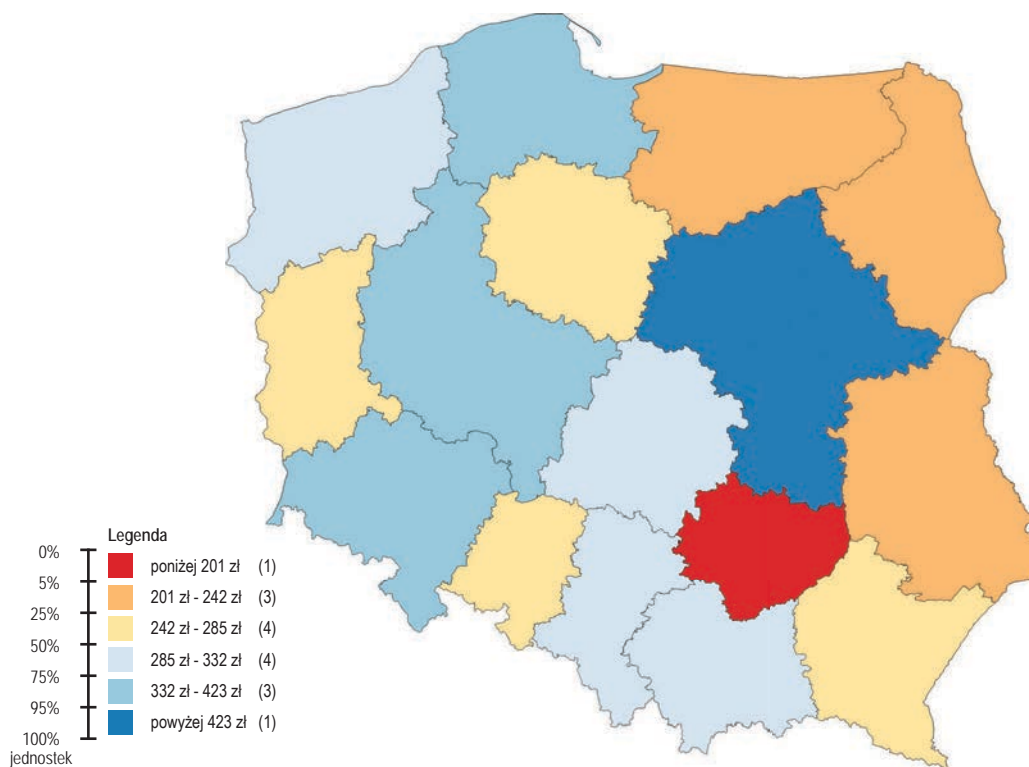 Legenda
0%
poniżej 201 zł (1)
5%
201 zł - 242 zł (3)
25%
242 zł - 285 zł (4)
50%
285 zł - 332 zł (4)
75%
332 zł - 423 zł (3)
95%
powyżej 423 zł (1)
100%
jednostek